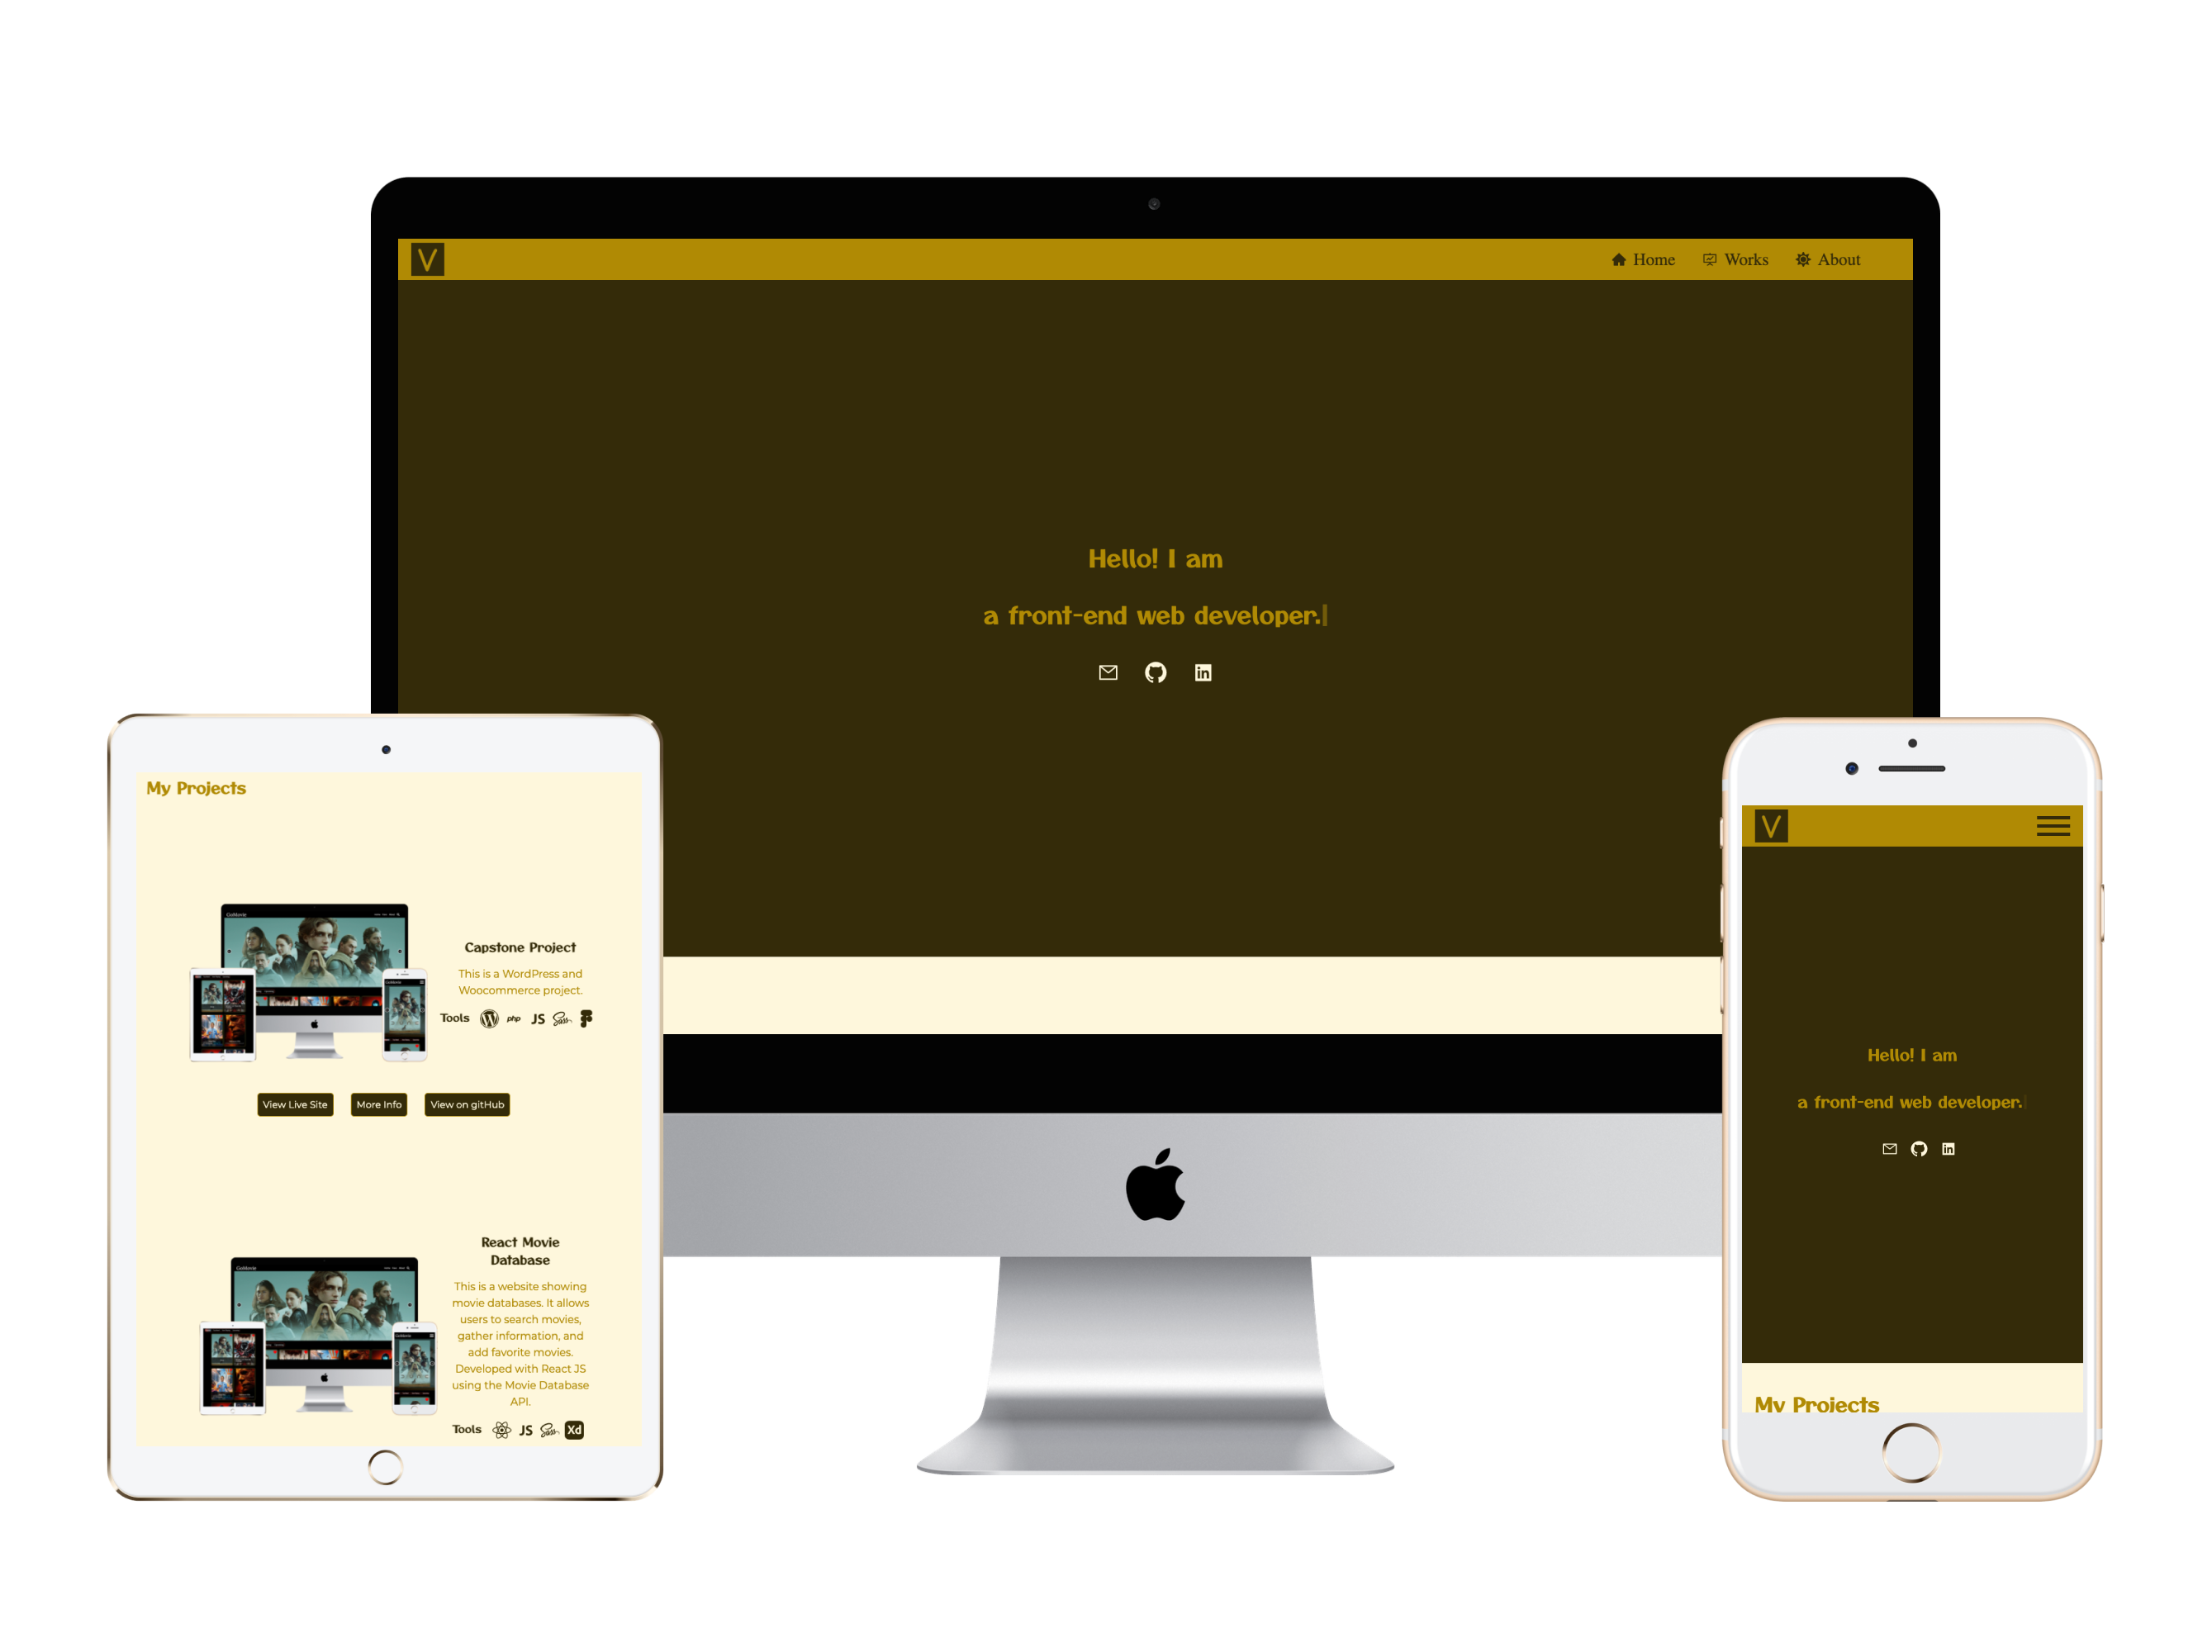 V
Home Works About
Hello! I am
a front-end web developer.
My Projects
GoMovie
Capstone Project
This is a WordPress and
Woocommerce project.
Tools php JS Sass
View Live Site More Info View on gitHub
GoMovie
React Movie
Database
This is a website showing
movie databases. It allows
users to search movies,
gather information, and
add favorite movies.
Developed with React JS
using the Movie Database
API.
Tools JS Sass Xd
V
Hello! I am
a front-end web developer.
My Projects